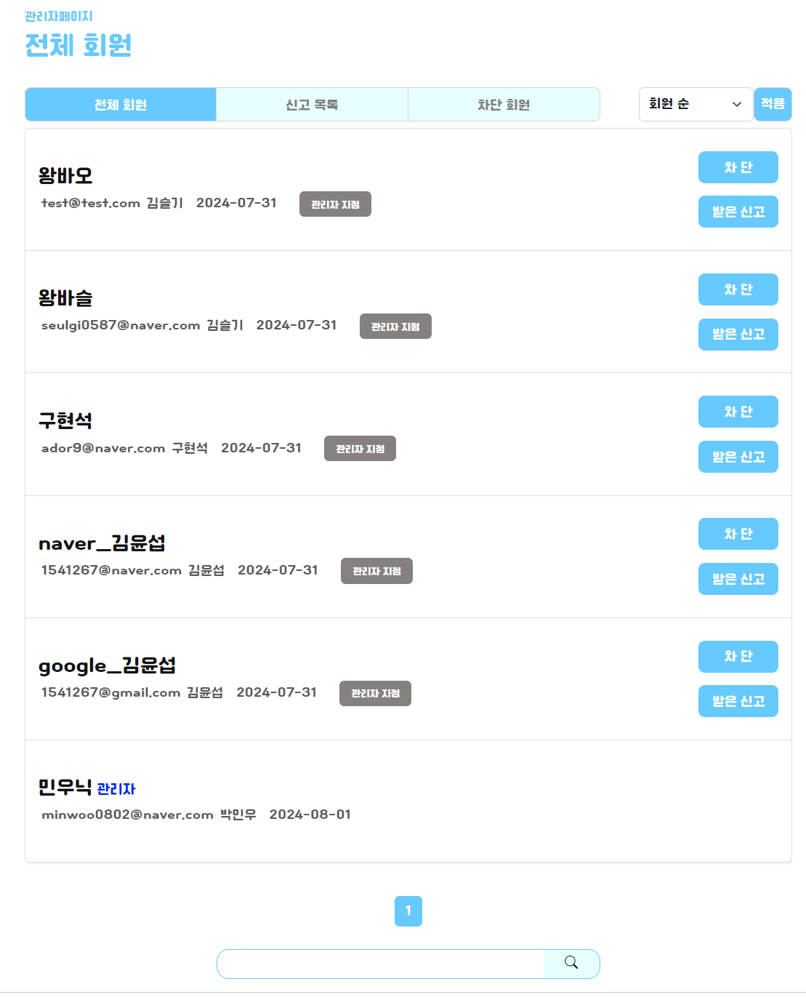 관리자페이지
전체 회원
전체 회원 신고 목록 차단 회원 회원 순 적용
왕바오
test@test.com 김슬기 2024-07-31 관리자 지정
차 단
받은 신고
왕바슬
seulgi0587@naver.com 김슬기 2024-07-31 관리자 지정
차 단
받은 신고
구현석
ador9@naver.com 구현석 2024-07-31 관리자 지정
차 단
받은 신고
naver_김윤섭
1541267@naver.com 김윤섭 2024-07-31 관리자 지정
차 단
받은 신고
google_김윤섭
1541267@gmail.com 김윤섭 2024-07-31 관리자 지정
차 단
받은 신고
민우닉 관리자
minwoo0802@naver.com 박민우 2024-08-01
1